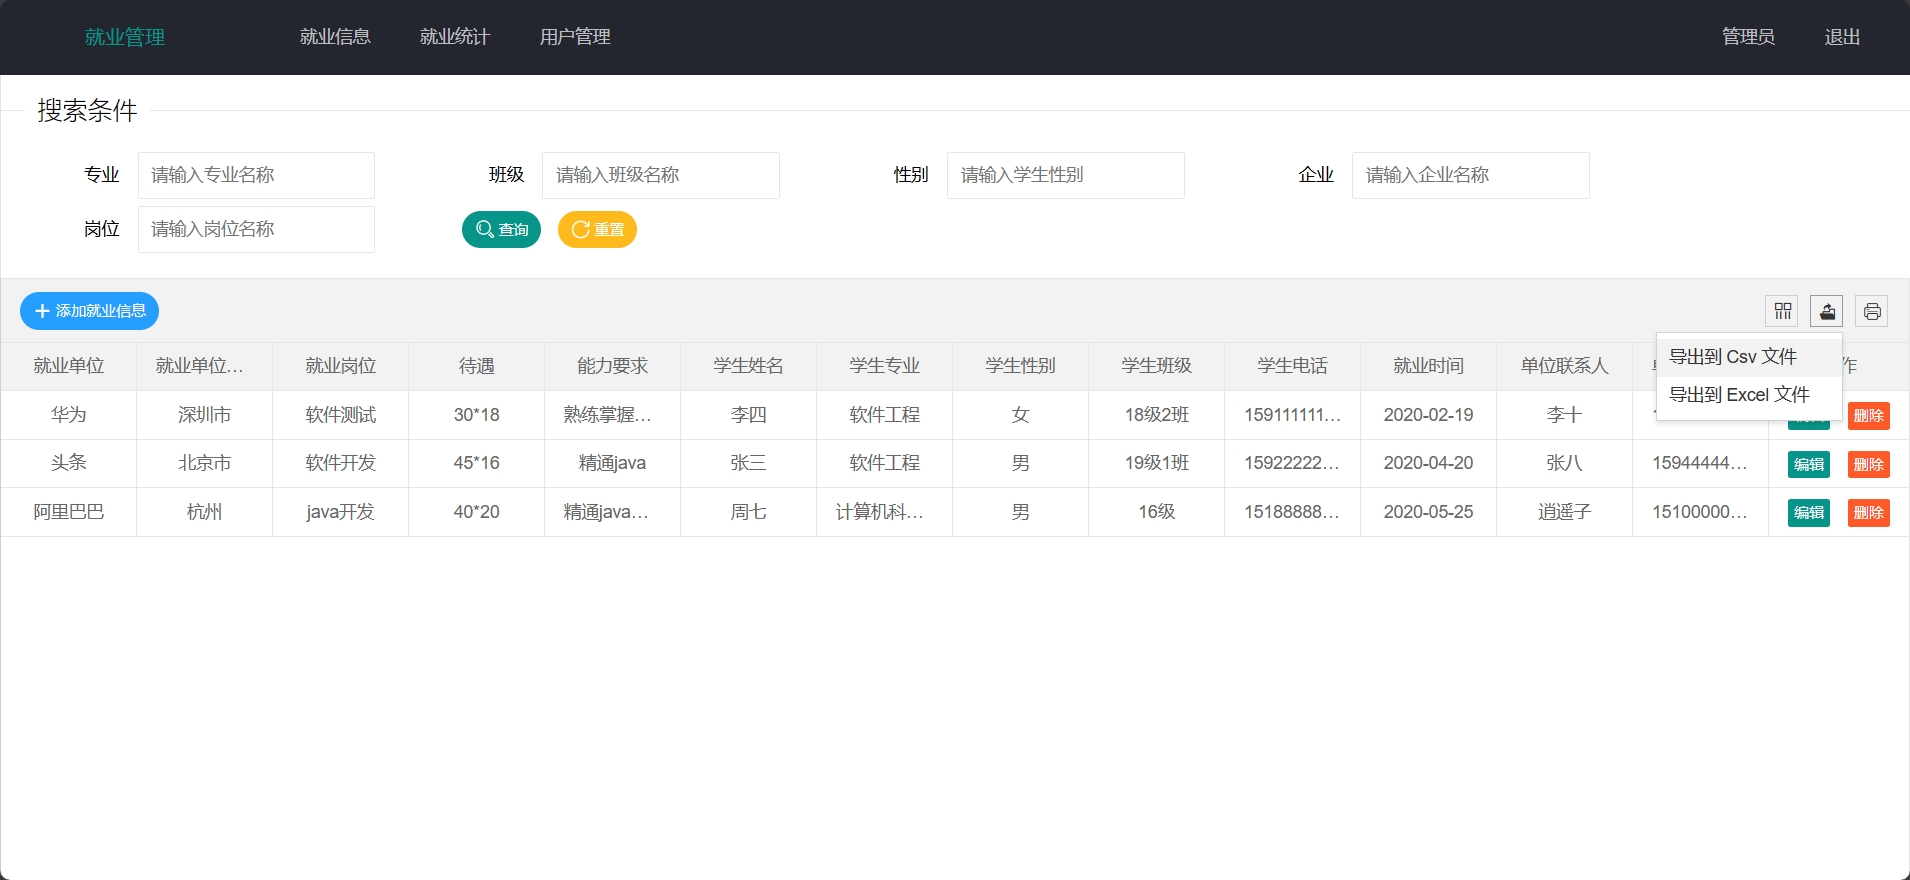 就业管理 就业信息 就业统计 用户管理 管理员 退出
搜索条件
专业 请输入专业名称 班级 请输入班级名称 性别 请输入学生性别 企业 请输入企业名称
岗位 请输入岗位名称 查询 重置
添加就业信息
导出到 Csv 文件
导出到 Excel 文件
就业单位 就业单位... 就业岗位 待遇 能力要求 学生姓名 学生专业 学生性别 学生班级 学生电话 就业时间 单位联系人 作
华为 深圳市 软件测试 30*18 熟练掌握... 李四 软件工程 女 18级2班 159111111... 2020-02-19 李十 删除
头条 北京市 软件开发 45*16 精通java 张三 软件工程 男 19级1班 15922222... 2020-04-20 张八 15944444... 编辑 删除
阿里巴巴 杭州 java开发 40*20 精通java... 周七 计算机科... 男 16级 15188888... 2020-05-25 逍遥子 15100000... 编辑 删除